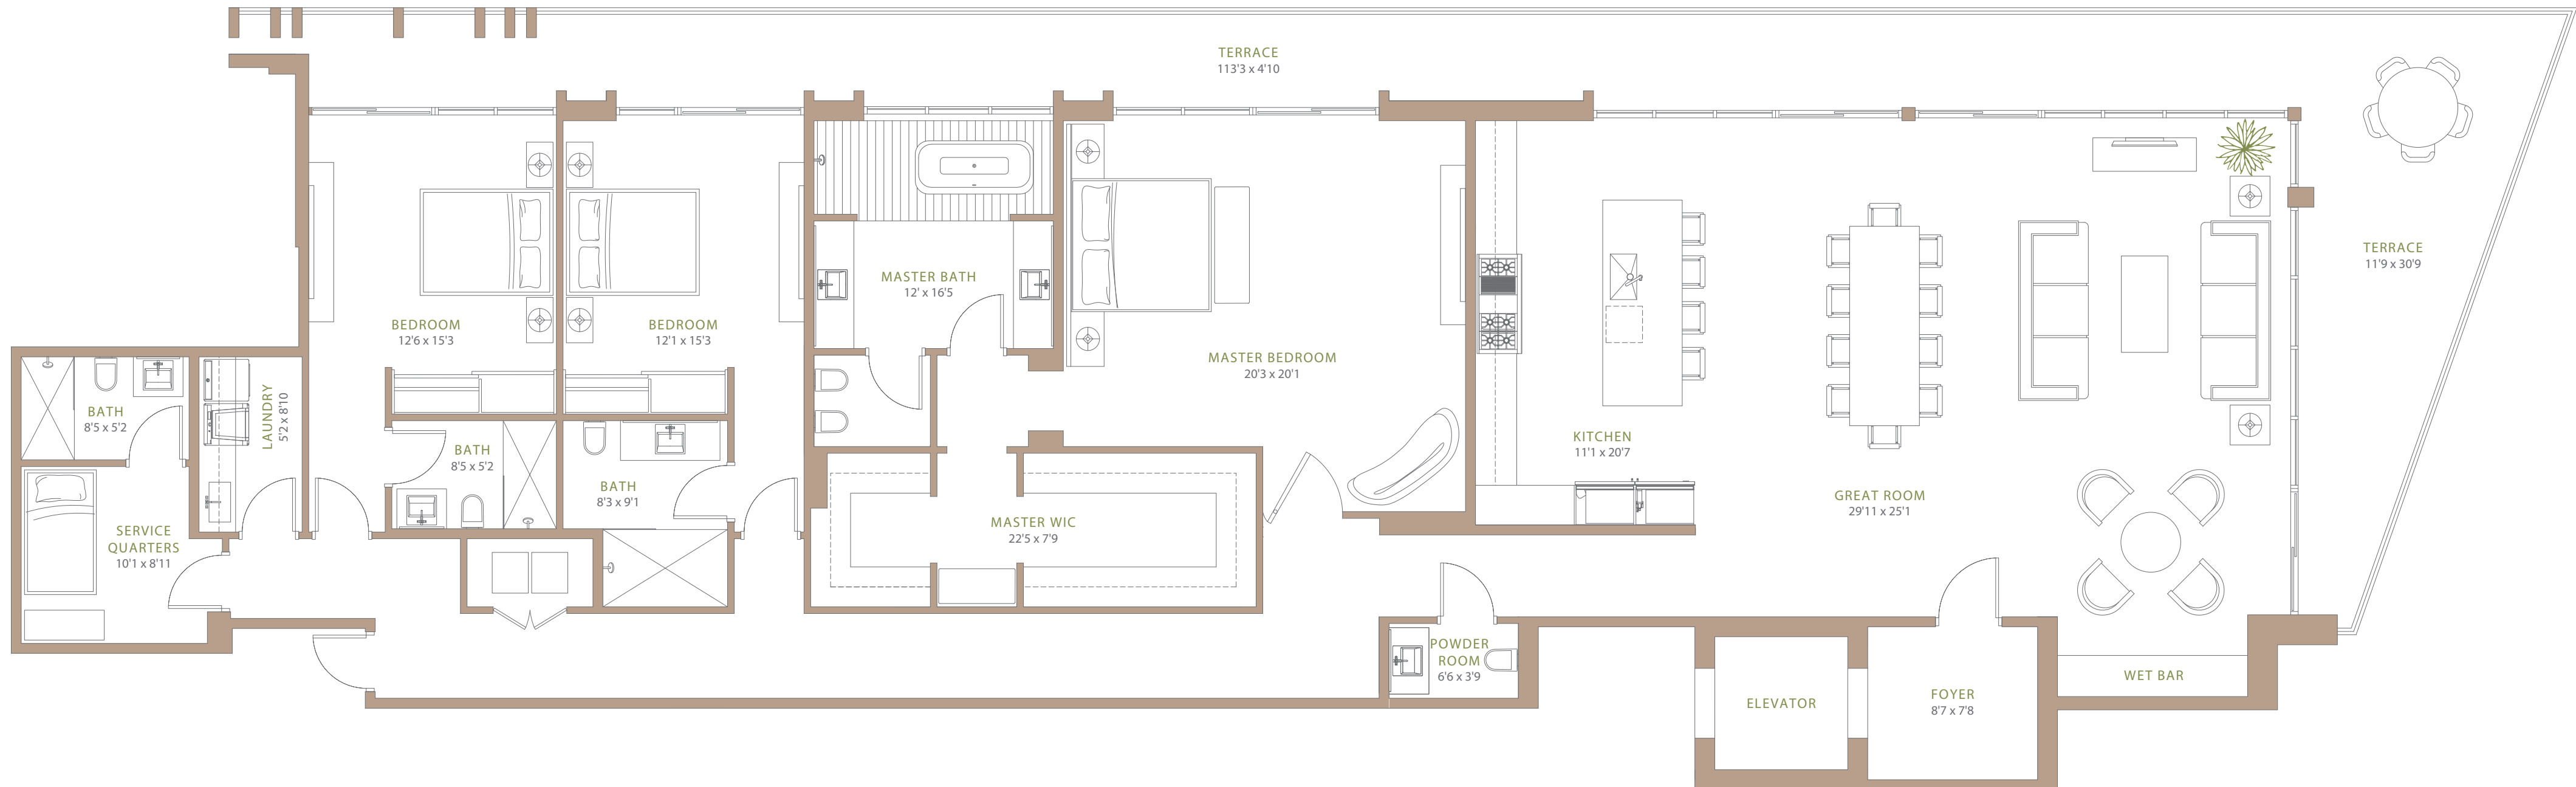 TERRACE
113'3 x 4'10
TERRACE
11'9 x 30'9
MASTER BATH
12' x 16'5
BEDROOM
12'6 x 15'3
BEDROOM
12'1 x 15'3
MASTER BEDROOM
20'3 x 20'1
BATH
8'5 x 5'2
LAUNDRY
5'2 x 8'10
BATH
8'5 x 5'2
BATH
8'3 x 9'1
KITCHEN
11'1 x 20'7
GREAT ROOM
29'11 x 25'1
SERVICE
QUARTERS
10'1 x 8'11
MASTER WIC
22'5 x 7'9
POWDER
ROOM
6'6 x 3'9
ELEVATOR
FOYER
8'7 x 7'8
WET BAR